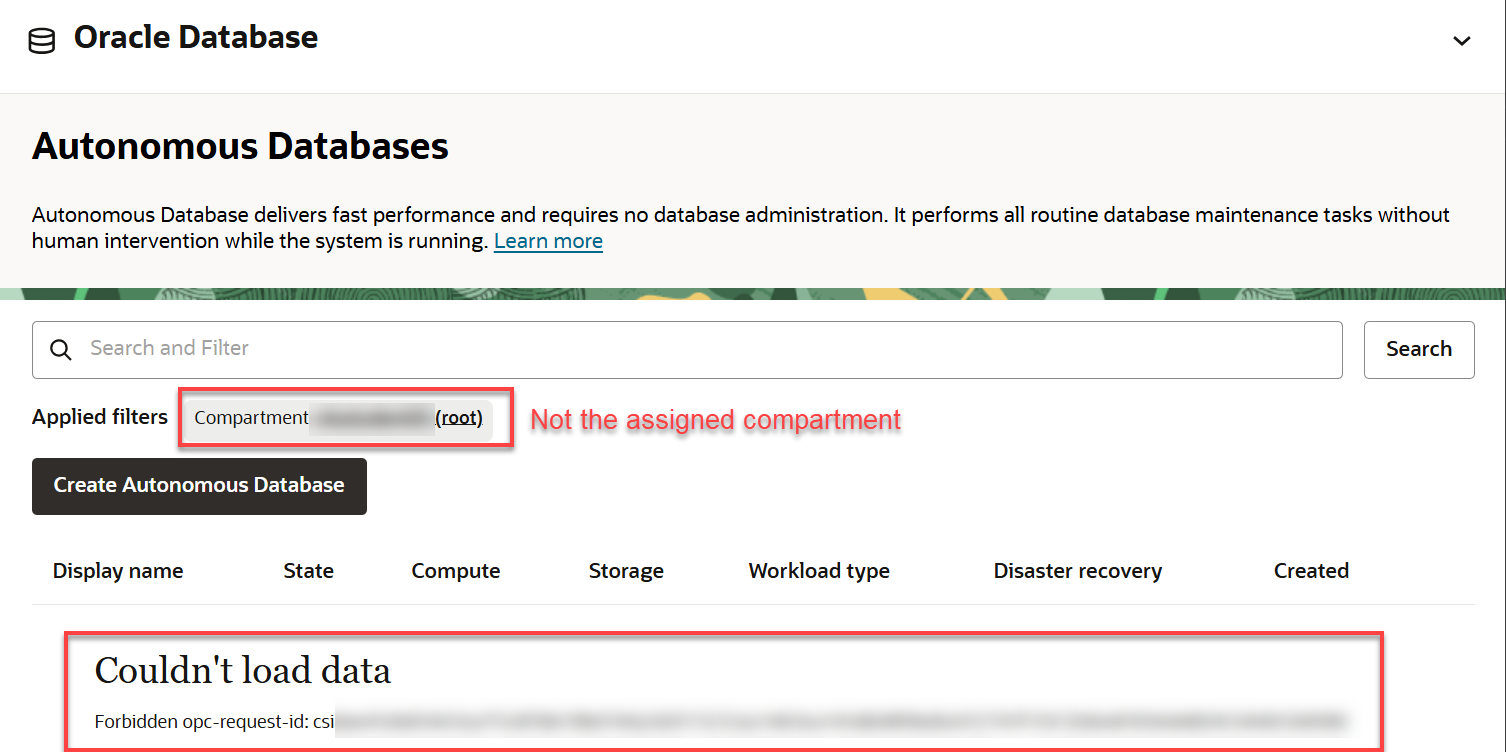 Oracle Database
Autonomous Databases
Autonomous Database delivers fast performance and requires no database administration. It performs all routine database maintenance tasks without
human intervention while the system is running. Learn more
Search and Filter
Search
Applied filters
Compartment (root)
Not the assigned compartment
Create Autonomous Database
Display name State Compute Storage Workload type Disaster recovery Created
Couldn't load data
Forbidden opc-request-id: csi